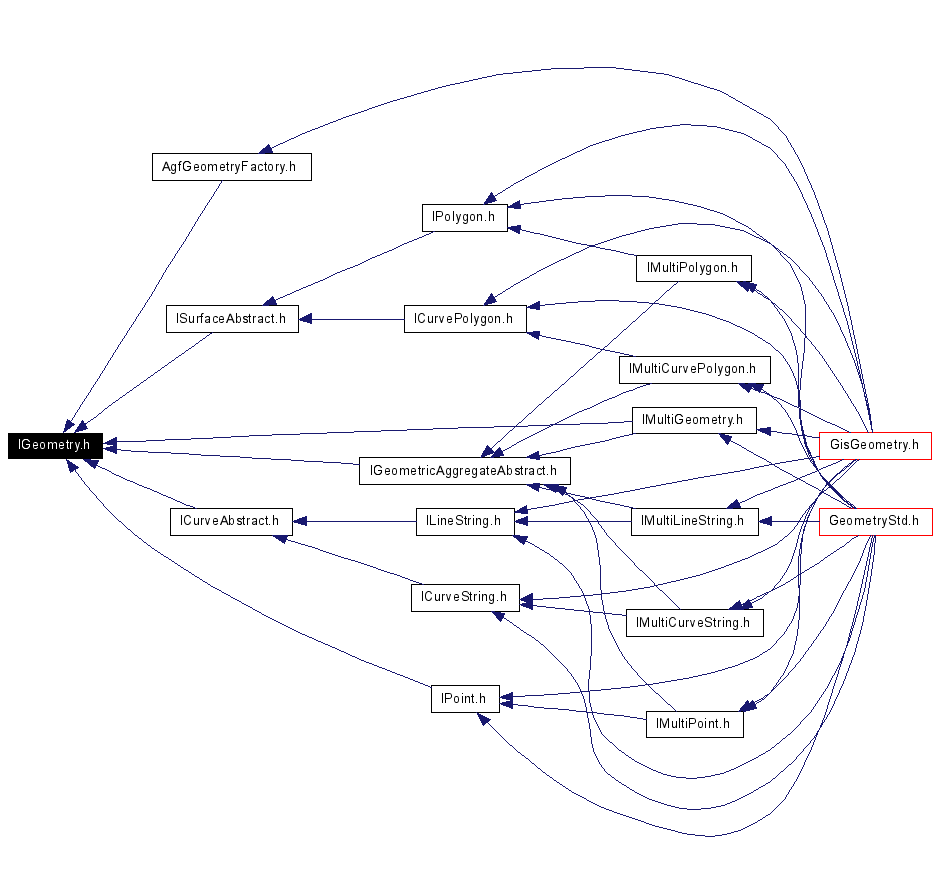 AgfGeometryFactory.h
IPolygon.h
IMultiPolygon.h
ISurfaceAbstract.h
ICurvePolygon.h
IMultiCurvePolygon.h
IMultiGeometry.h
IGeometry.h
GisGeometry.h
IGeometricAggregateAbstract.h
ICurveAbstract.h
ILineString.h
IMultiLineString.h
GeometryStd.h
ICurveString.h
IMultiCurveString.h
IPoint.h
IMultiPoint.h